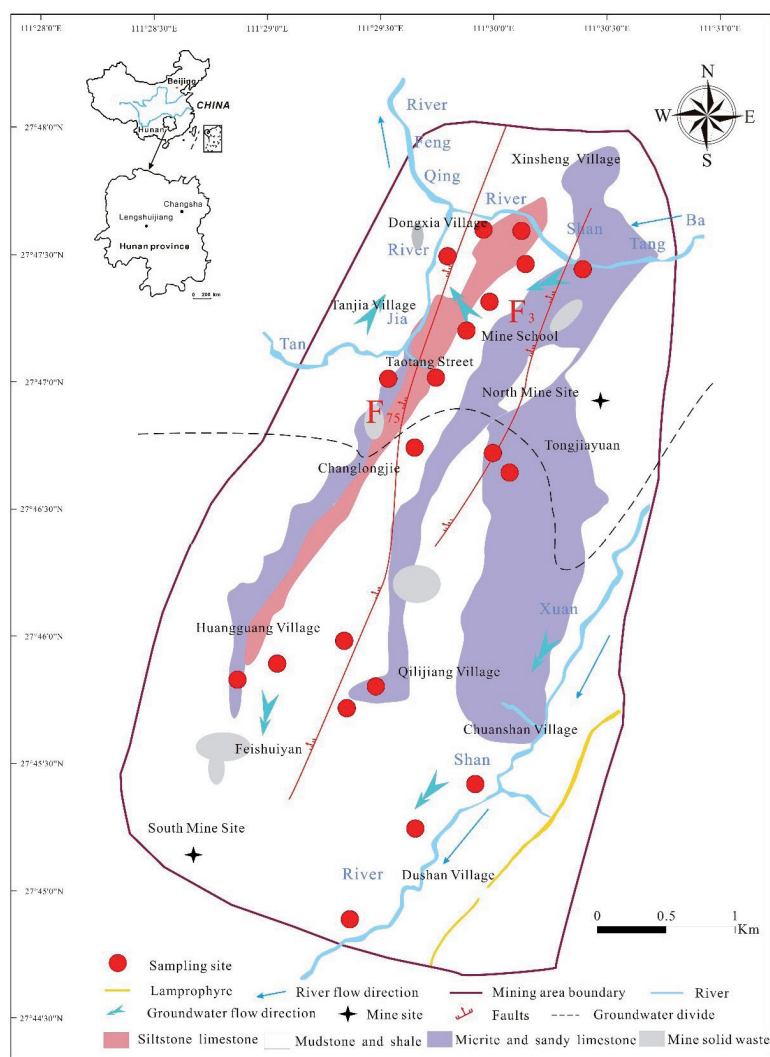 111°28'0"E 111°28'30"E 111°29'0"E 111°29'30"E 111°30'0"E 111°30'30"E 111°31'0"E
Beijing
CHINA
Hunan
Changsha
Lengshuijiang
Hunan province
0 200 km
N
W E
S
27°48'0"N
27°47'30"N
27°47'0"N
27°46'30"N
27°46'0"N
27°45'30"N
27°45'0"N
27°44'30"N
River
Feng
Qing
Xinsheng Village
River
Dongxia Village
Shan
Ba
River
Tang
Tanjia Village
Jia
F3
Mine School
Tan
Taotang Street
North Mine Site
F75
Tongjiayuan
Changlongjie
Xuan
Huangguang Village
Qilijiang Village
Chuanshan Village
Feishuiyan
Shan
South Mine Site
River
Dushan Village
0 0.5 1
Km
Sampling site
Lamprophyre River flow direction Mining area boundary River
Groundwater flow direction Mine site Faults Groundwater divide
Siltstone limestone Mudstone and shale Micrite and sandy limestone Mine solid waste